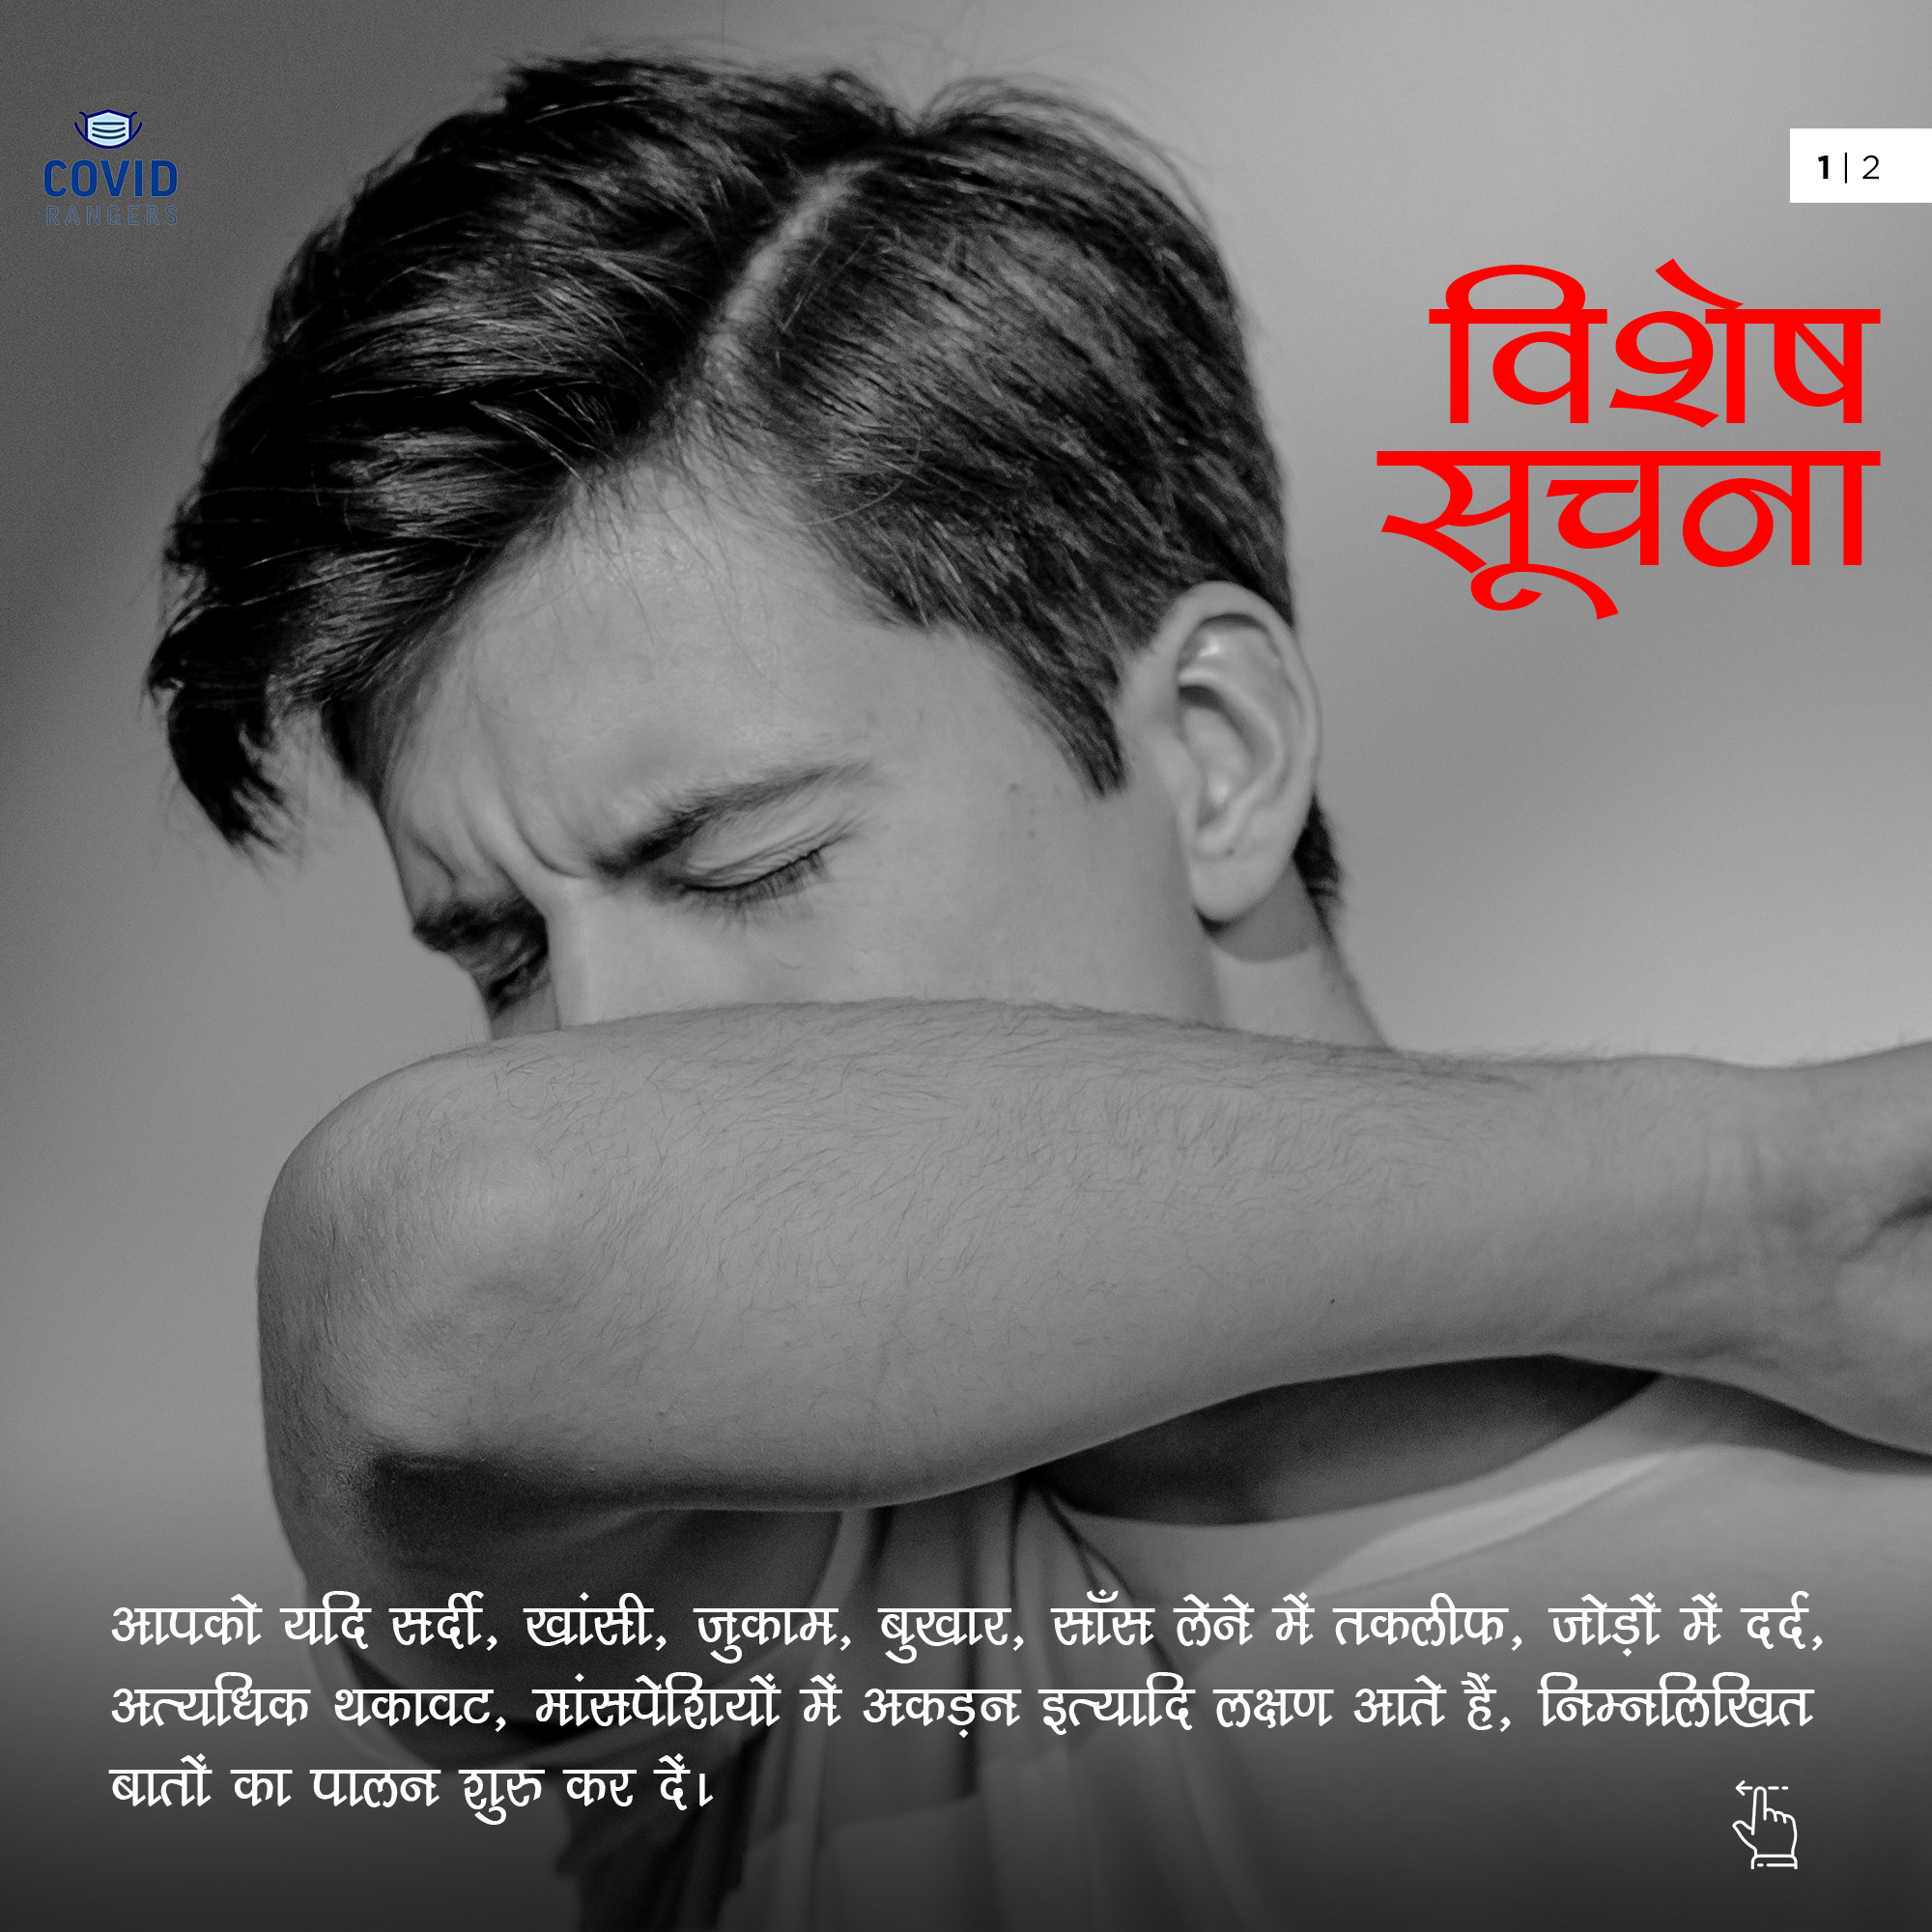 COVID
RANGERS
1 | 2
विशेष
सूचना
आपको यदि सर्दी, खांसी, जुकाम, बुखार, साँस लेने में तकलीफ, जोड़ों में दर्द,
अत्यधिक थकावट, मांसपेशियों में अकड़न इत्यादि लक्षण आते हैं, निम्नलिखित
बातों का पालन शुरु कर दें।